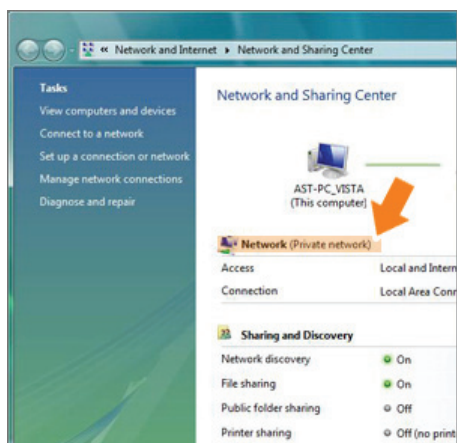 « Network and Internet ▸ Network and Sharing Center
Tasks
View computers and devices
Connect to a network
Set up a connection or network
Manage network connections
Diagnose and repair
Network and Sharing Center
AST-PC_VISTA
(This computer)
Network (Private network)
Access Local and Intern
Connection Local Area Conn
Sharing and Discovery
Network discovery On
File sharing On
Public folder sharing Off
Printer sharing Off (no print